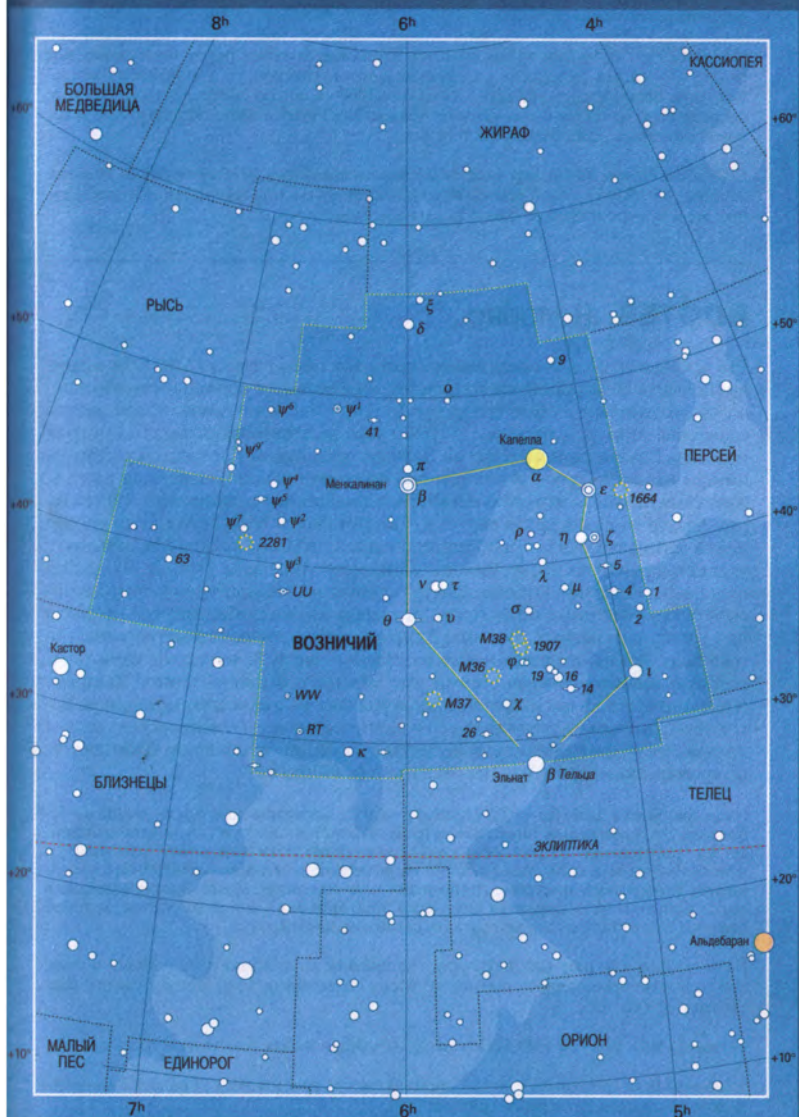 8h 6h 4h
КАССИОПЕЯ
БОЛЬШАЯ
МЕДВЕДИЦА
+60° +60°
ЖИРАФ
РЫСЬ
ξ
δ
+50° +50°
9
ο
ψ⁶ ψ¹
41
ψ⁹
Капелла
ПЕРСЕЙ
π
α
ψ⁴
Менкалинан β
ε
1664
ψ⁵
+40° +40°
ψ⁷ ψ²
2281
ρ η ζ
63
ψ³
λ 5
UU
ν τ
μ 4 1
2
θ υ σ
ВОЗНИЧИЙ
M38 1907
Кастор
φ
M36
19 16 ι
14
+30° +30°
WW
M37
χ
RT
26
κ
Эльнат β Тельца
БЛИЗНЕЦЫ
ТЕЛЕЦ
ЭКЛИПТИКА
+20° +20°
Альдебаран
МАЛЫЙ
ПЕС
ЕДИНОРОГ
ОРИОН
+10° +10°
7h 6h 5h